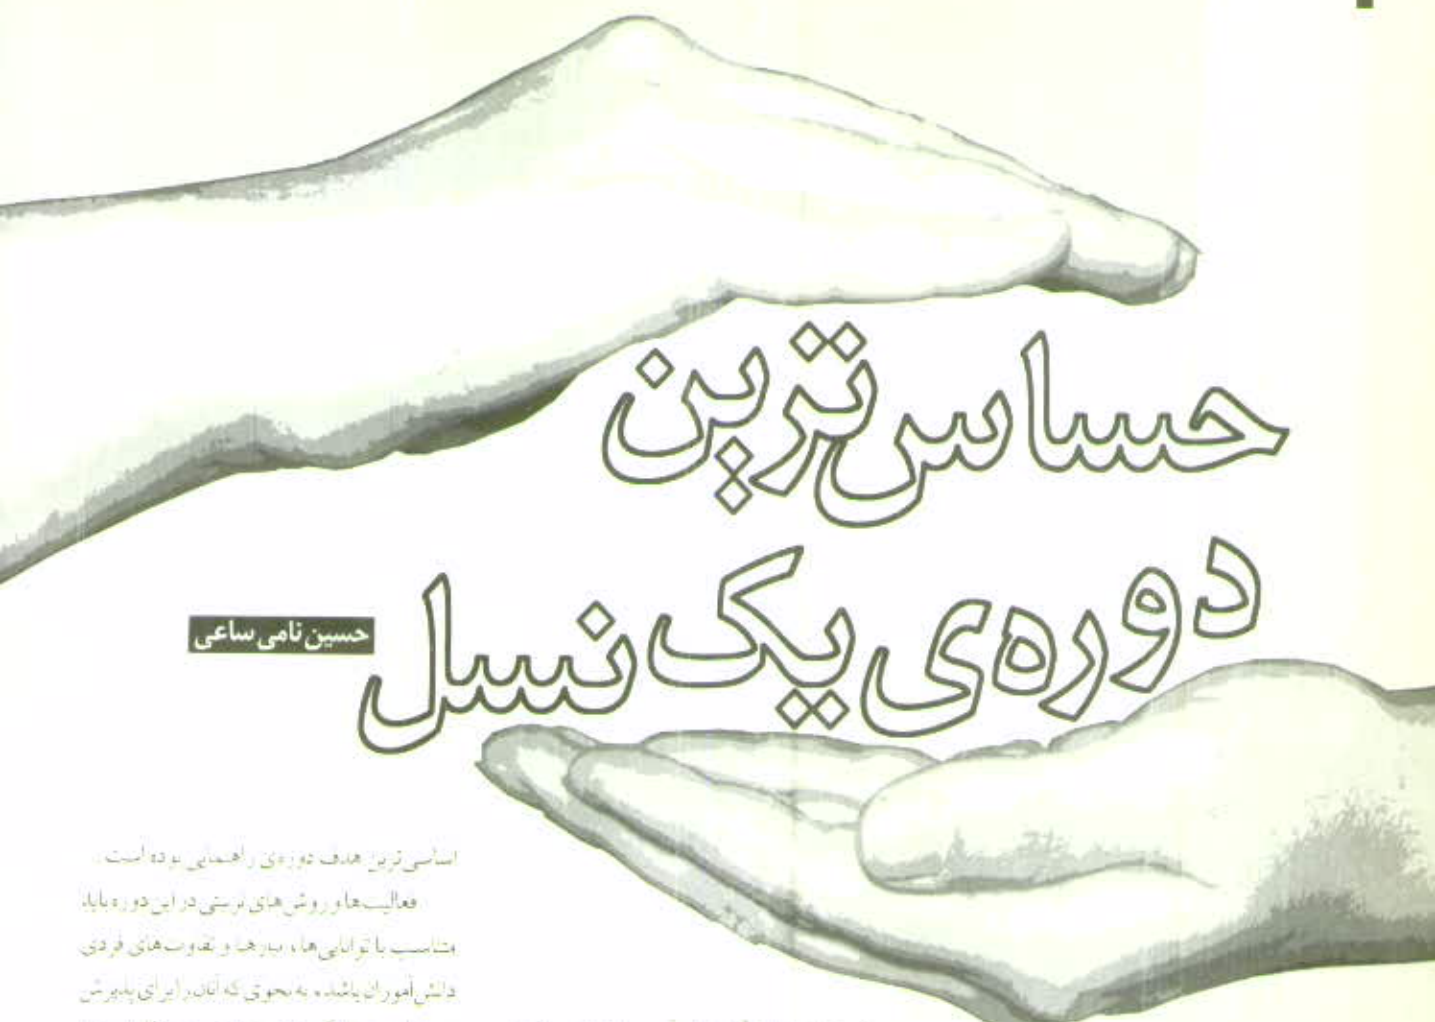 حساس‌ترین
دوره‌ی یک نسل
حسین نامی ساعی
اساسی‌ترین هدف دوره‌ی راهنمایی بوده است.
فعالیت‌ها و روش‌های تربیتی در این دوره باید
متناسب با توانایی‌ها، نیازها و تفاوت‌های فردی
دانش‌آموزان باشد، به نحوی که آنان را برای پذیرش